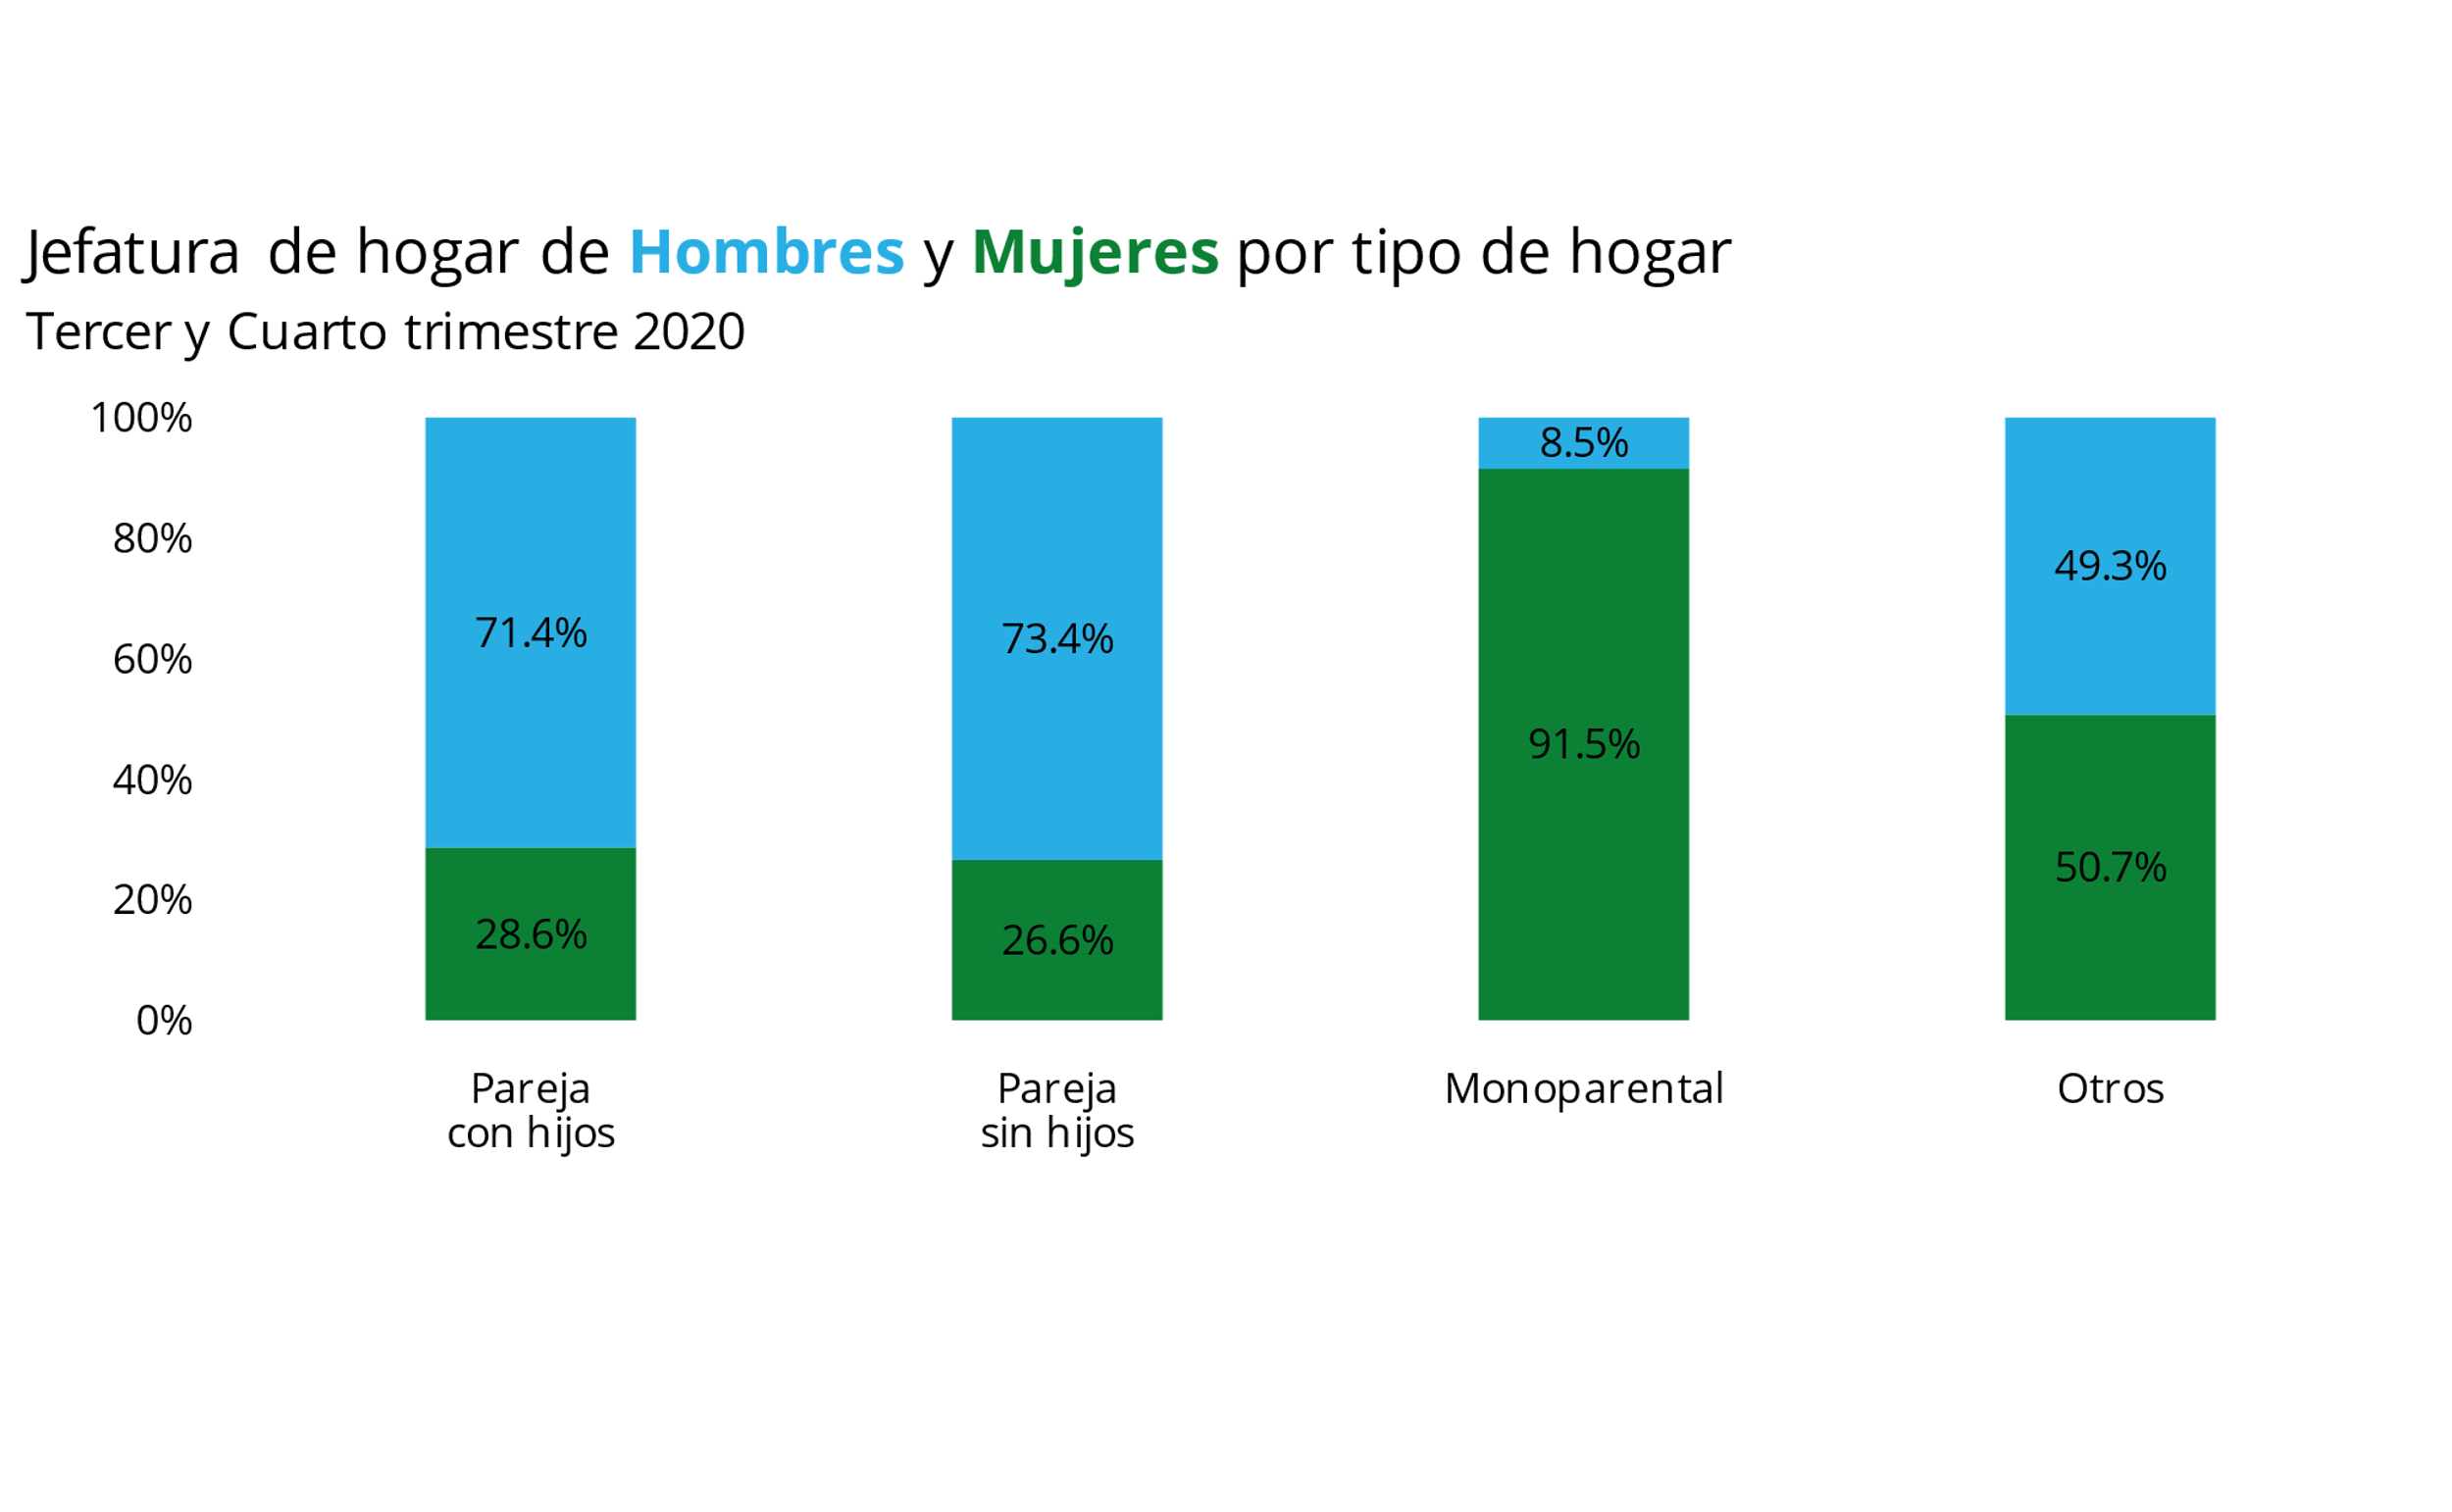 Jefatura de hogar de Hombres y Mujeres por tipo de hogar
Tercer y Cuarto trimestre 2020
100%
80%
60%
40%
20%
0%
71.4%
28.6%
73.4%
26.6%
8.5%
91.5%
49.3%
50.7%
Pareja
con hijos
Pareja
sin hijos
Monoparental
Otros